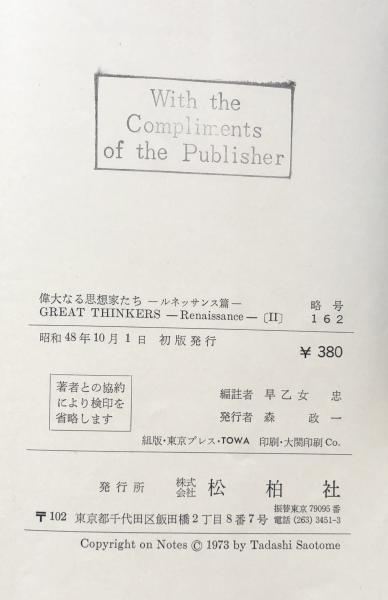 With the
Compliments
of the Publisher
偉大なる思想家たち —ルネッサンス篇— 略号
GREAT THINKERS —Renaissance— 〔II〕 162
昭和48年10月1日 初版発行
¥ 380
著者との協約
により検印を
省略します
編註者 早乙女 忠
発行者 森 政一
組版・東京プレス・TOWA 印刷・大関印刷Co.
発行所 株式会社 松柏社
振替東京79095番
〒102 東京都千代田区飯田橋2丁目8番7号 電話(263)3451-3
Copyright on Notes © 1973 by Tadashi Saotome